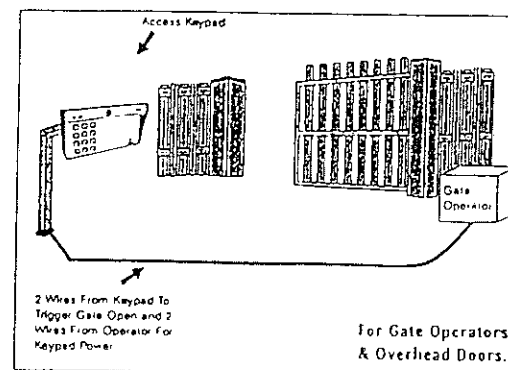 Access Keypad
Gate
Operator
2 Wires From Keypad To
Trigger Gate Open and 2
Wires From Operator For
Keypad Power
For Gate Operators
& Overhead Doors.